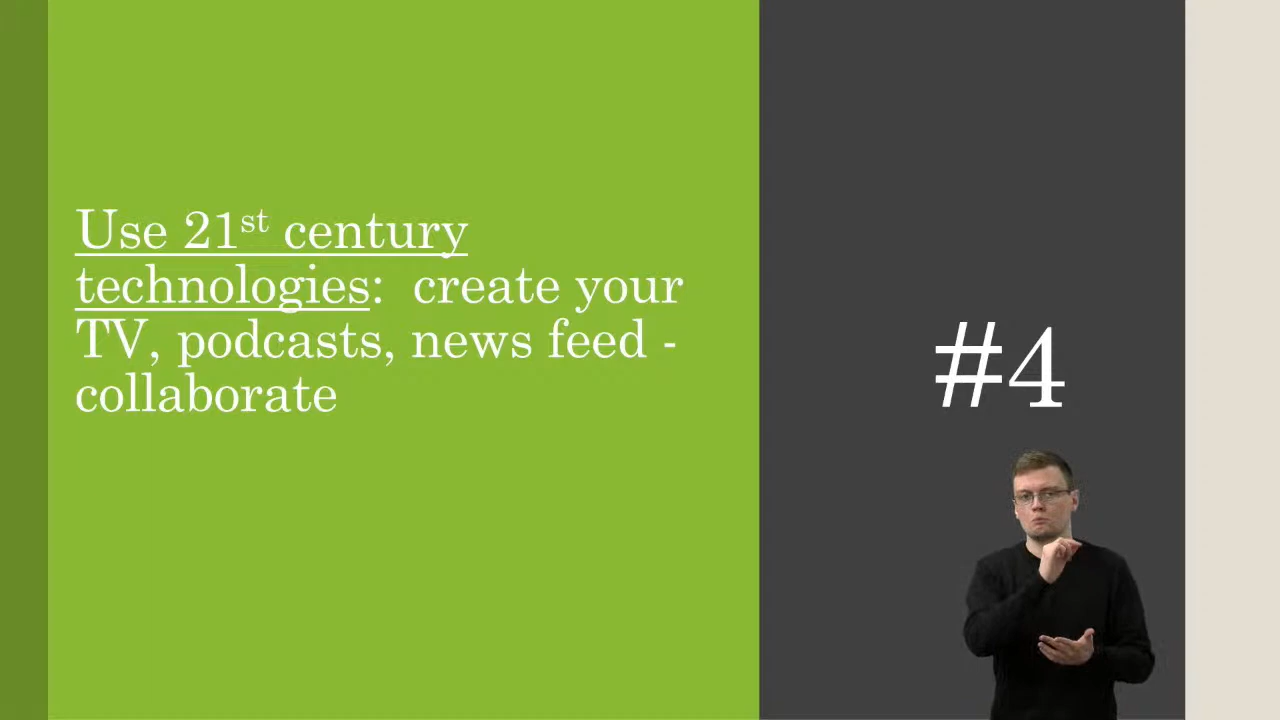 Use 21st century
technologies:  create your
TV, podcasts, news feed -
collaborate
#4